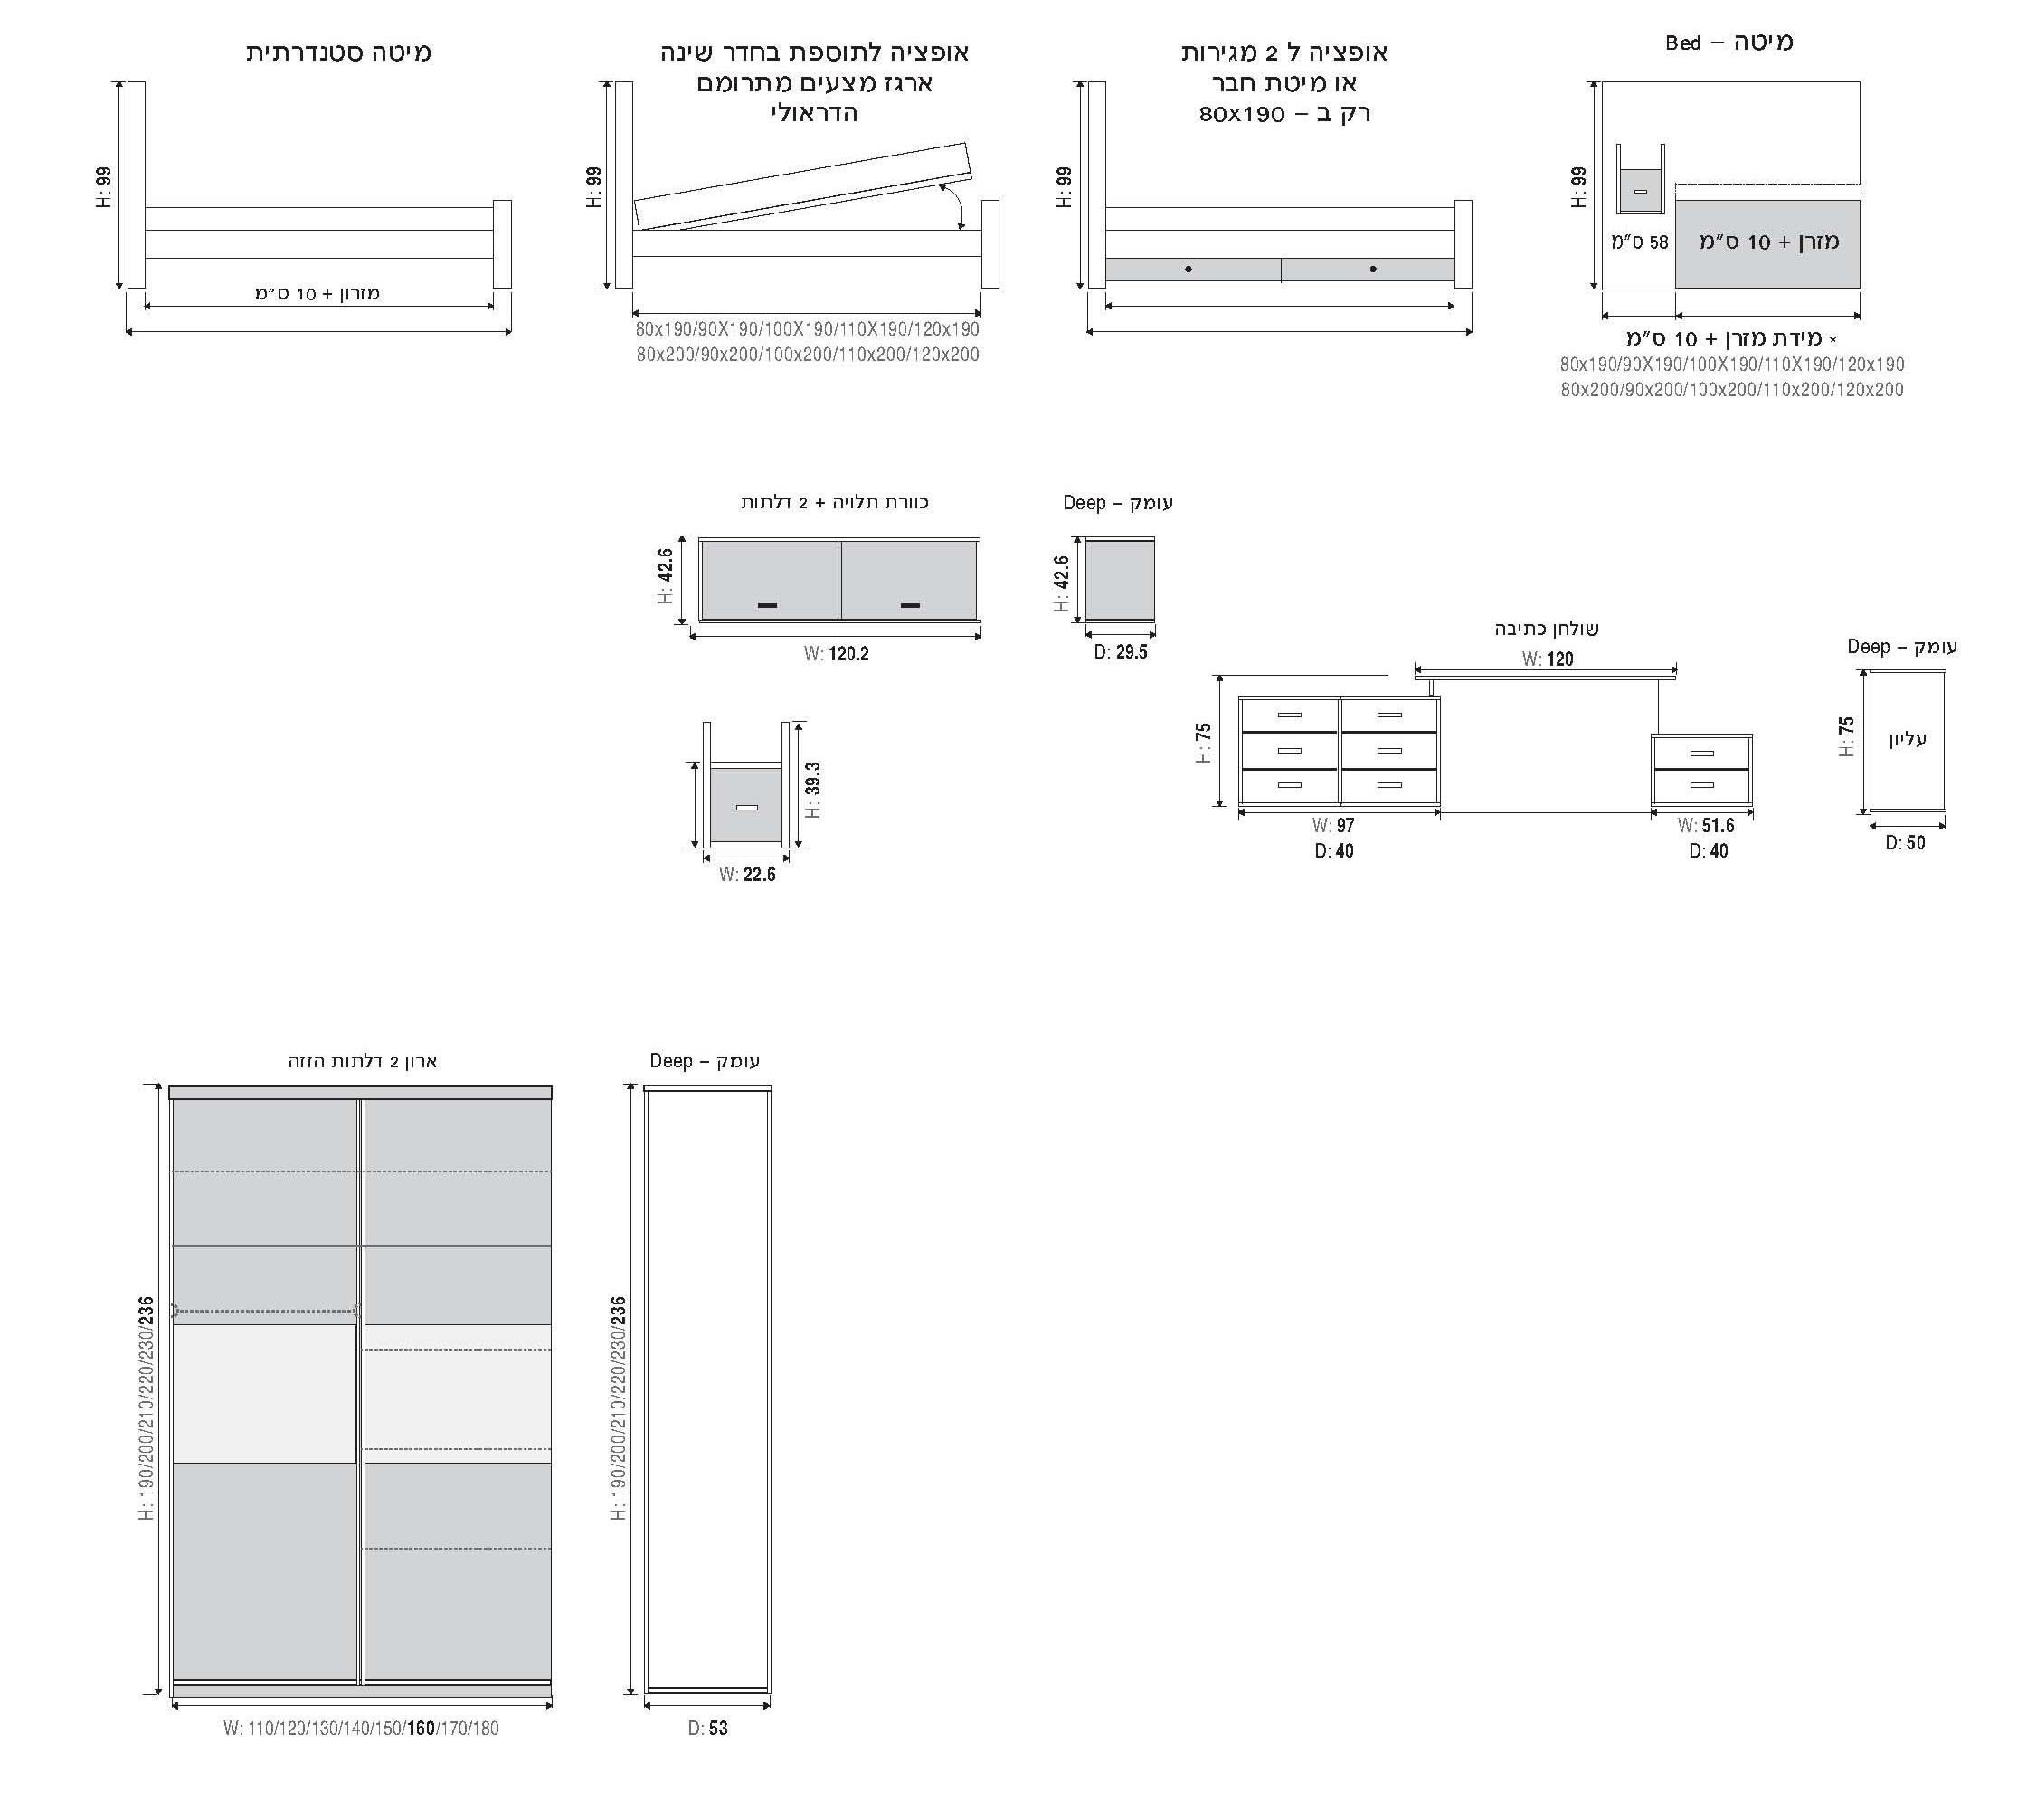 מיטה – Bed
H: 99
58 ס"מ
מזרן + 10 ס"מ
* מידת מזרן + 10 ס"מ
80x190/90X190/100X190/110X190/120x190
80x200/90x200/100x200/110x200/120x200
אופציה ל 2 מגירות
או מיטת חבר
רק ב – 80x190
H: 99
אופציה לתוספת בחדר שינה
ארגז מצעים מתרומם
הדראולי
H: 99
80x190/90X190/100X190/110X190/120x190
80x200/90x200/100x200/110x200/120x200
מיטה סטנדרתית
H: 99
מזרון + 10 ס"מ
עומק – Deep
H: 42.6
D: 29.5
כוורת תלויה + 2 דלתות
H: 42.6
W: 120.2
עומק – Deep
H: 75
עליון
D: 50
שולחן כתיבה
W: 120
H: 75
W: 97
D: 40
W: 51.6
D: 40
H: 39.3
W: 22.6
עומק – Deep
H: 190/200/210/220/230/236
D: 53
ארון 2 דלתות הזזה
H: 190/200/210/220/230/236
W: 110/120/130/140/150/160/170/180